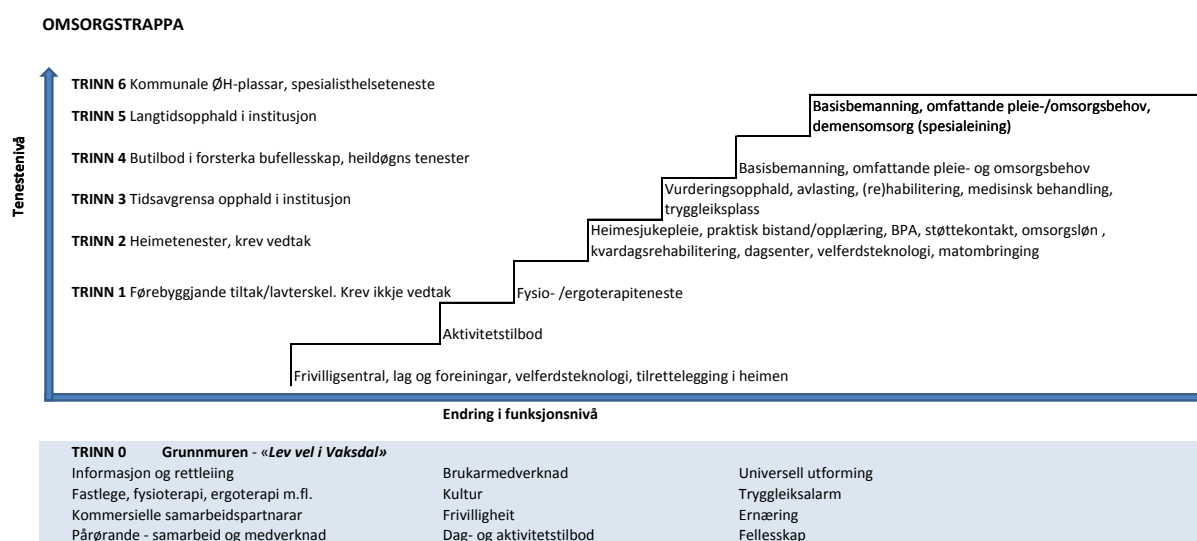 OMSORGSTRAPPA
Tenestenivå
TRINN 6 Kommunale ØH-plassar, spesialisthelseteneste
TRINN 5 Langtidsopphald i institusjon
Basisbemanning, omfattande pleie-/omsorgsbehov,
demensomsorg (spesialeining)
TRINN 4 Butilbod i forsterka bufellesskap, heildøgns tenester
Basisbemanning, omfattande pleie- og omsorgsbehov
TRINN 3 Tidsavgrensa opphald i institusjon
Vurderingsopphald, avlasting, (re)habilitering, medisinsk behandling,
tryggleiksplass
TRINN 2 Heimetenester, krev vedtak
Heimesjukepleie, praktisk bistand/opplæring, BPA, støttekontakt, omsorgsløn ,
kvardagsrehabilitering, dagsenter, velferdsteknologi, matombringing
TRINN 1 Førebyggjande tiltak/lavterskel. Krev ikkje vedtak
Fysio- /ergoterapiteneste
Aktivitetstilbod
Frivilligsentral, lag og foreiningar, velferdsteknologi, tilrettelegging i heimen
Endring i funksjonsnivå
TRINN 0 Grunnmuren - «Lev vel i Vaksdal»
Informasjon og rettleiing
Brukarmedverknad
Universell utforming
Fastlege, fysioterapi, ergoterapi m.fl.
Kultur
Tryggleiksalarm
Kommersielle samarbeidspartnarar
Frivilligheit
Ernæring
Pårørande - samarbeid og medverknad
Dag- og aktivitetstilbod
Fellesskap